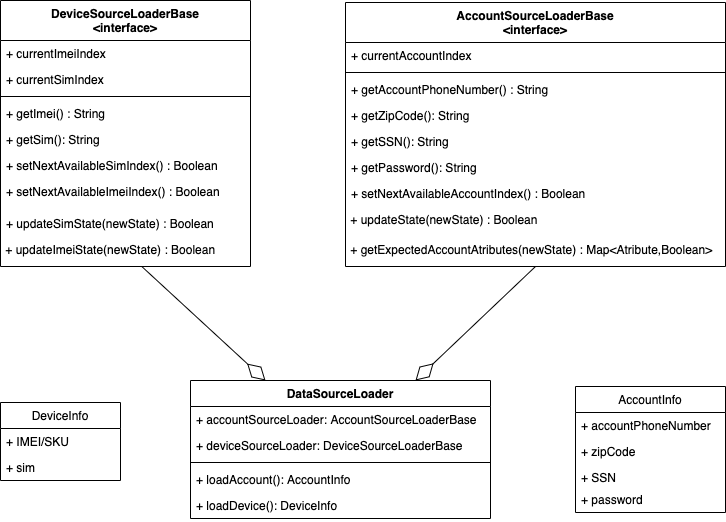 DeviceSourceLoaderBase
<interface>
+ currentImeiIndex
+ currentSimIndex
+ getImei() : String
+ getSim(): String
+ setNextAvailableSimIndex() : Boolean
+ setNextAvailableImeiIndex() : Boolean
+ updateSimState(newState) : Boolean
+ updateImeiState(newState) : Boolean
AccountSourceLoaderBase
<interface>
+ currentAccountIndex
+ getAccountPhoneNumber() : String
+ getZipCode(): String
+ getSSN(): String
+ getPassword(): String
+ setNextAvailableAccountIndex() : Boolean
+ updateState(newState) : Boolean
+ getExpectedAccountAtributes(newState) : Map<Atribute,Boolean>
DeviceInfo
+ IMEI/SKU
+ sim
DataSourceLoader
+ accountSourceLoader: AccountSourceLoaderBase
+ deviceSourceLoader: DeviceSourceLoaderBase
+ loadAccount(): AccountInfo
+ loadDevice(): DeviceInfo
AccountInfo
+ accountPhoneNumber
+ zipCode
+ SSN
+ password